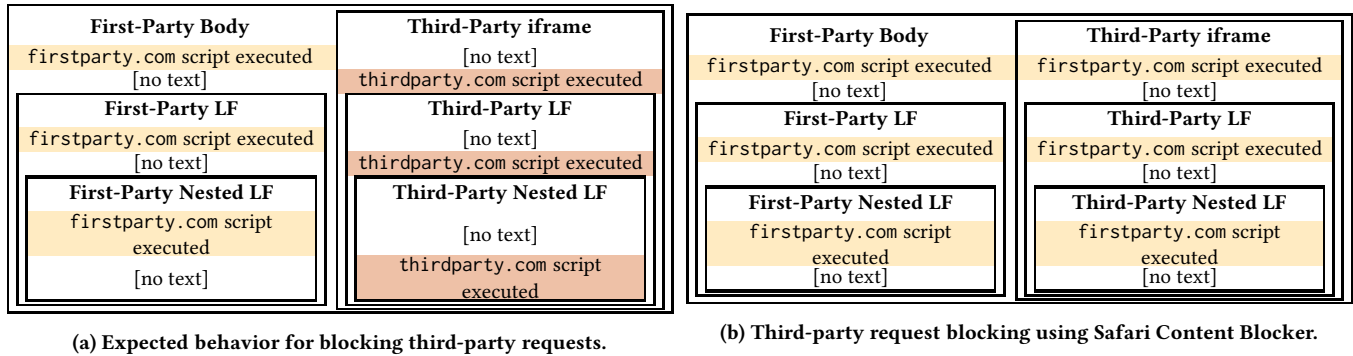 First-Party Body
firstparty.com script executed
[no text]
First-Party LF
firstparty.com script executed
[no text]
First-Party Nested LF
firstparty.com script
executed
[no text]
Third-Party iframe
[no text]
thirdparty.com script executed
Third-Party LF
[no text]
thirdparty.com script executed
Third-Party Nested LF
[no text]
thirdparty.com script
executed
(a) Expected behavior for blocking third-party requests.
First-Party Body
firstparty.com script executed
[no text]
First-Party LF
firstparty.com script executed
[no text]
First-Party Nested LF
firstparty.com script
executed
[no text]
Third-Party iframe
firstparty.com script executed
[no text]
Third-Party LF
firstparty.com script executed
[no text]
Third-Party Nested LF
firstparty.com script
executed
[no text]
(b) Third-party request blocking using Safari Content Blocker.